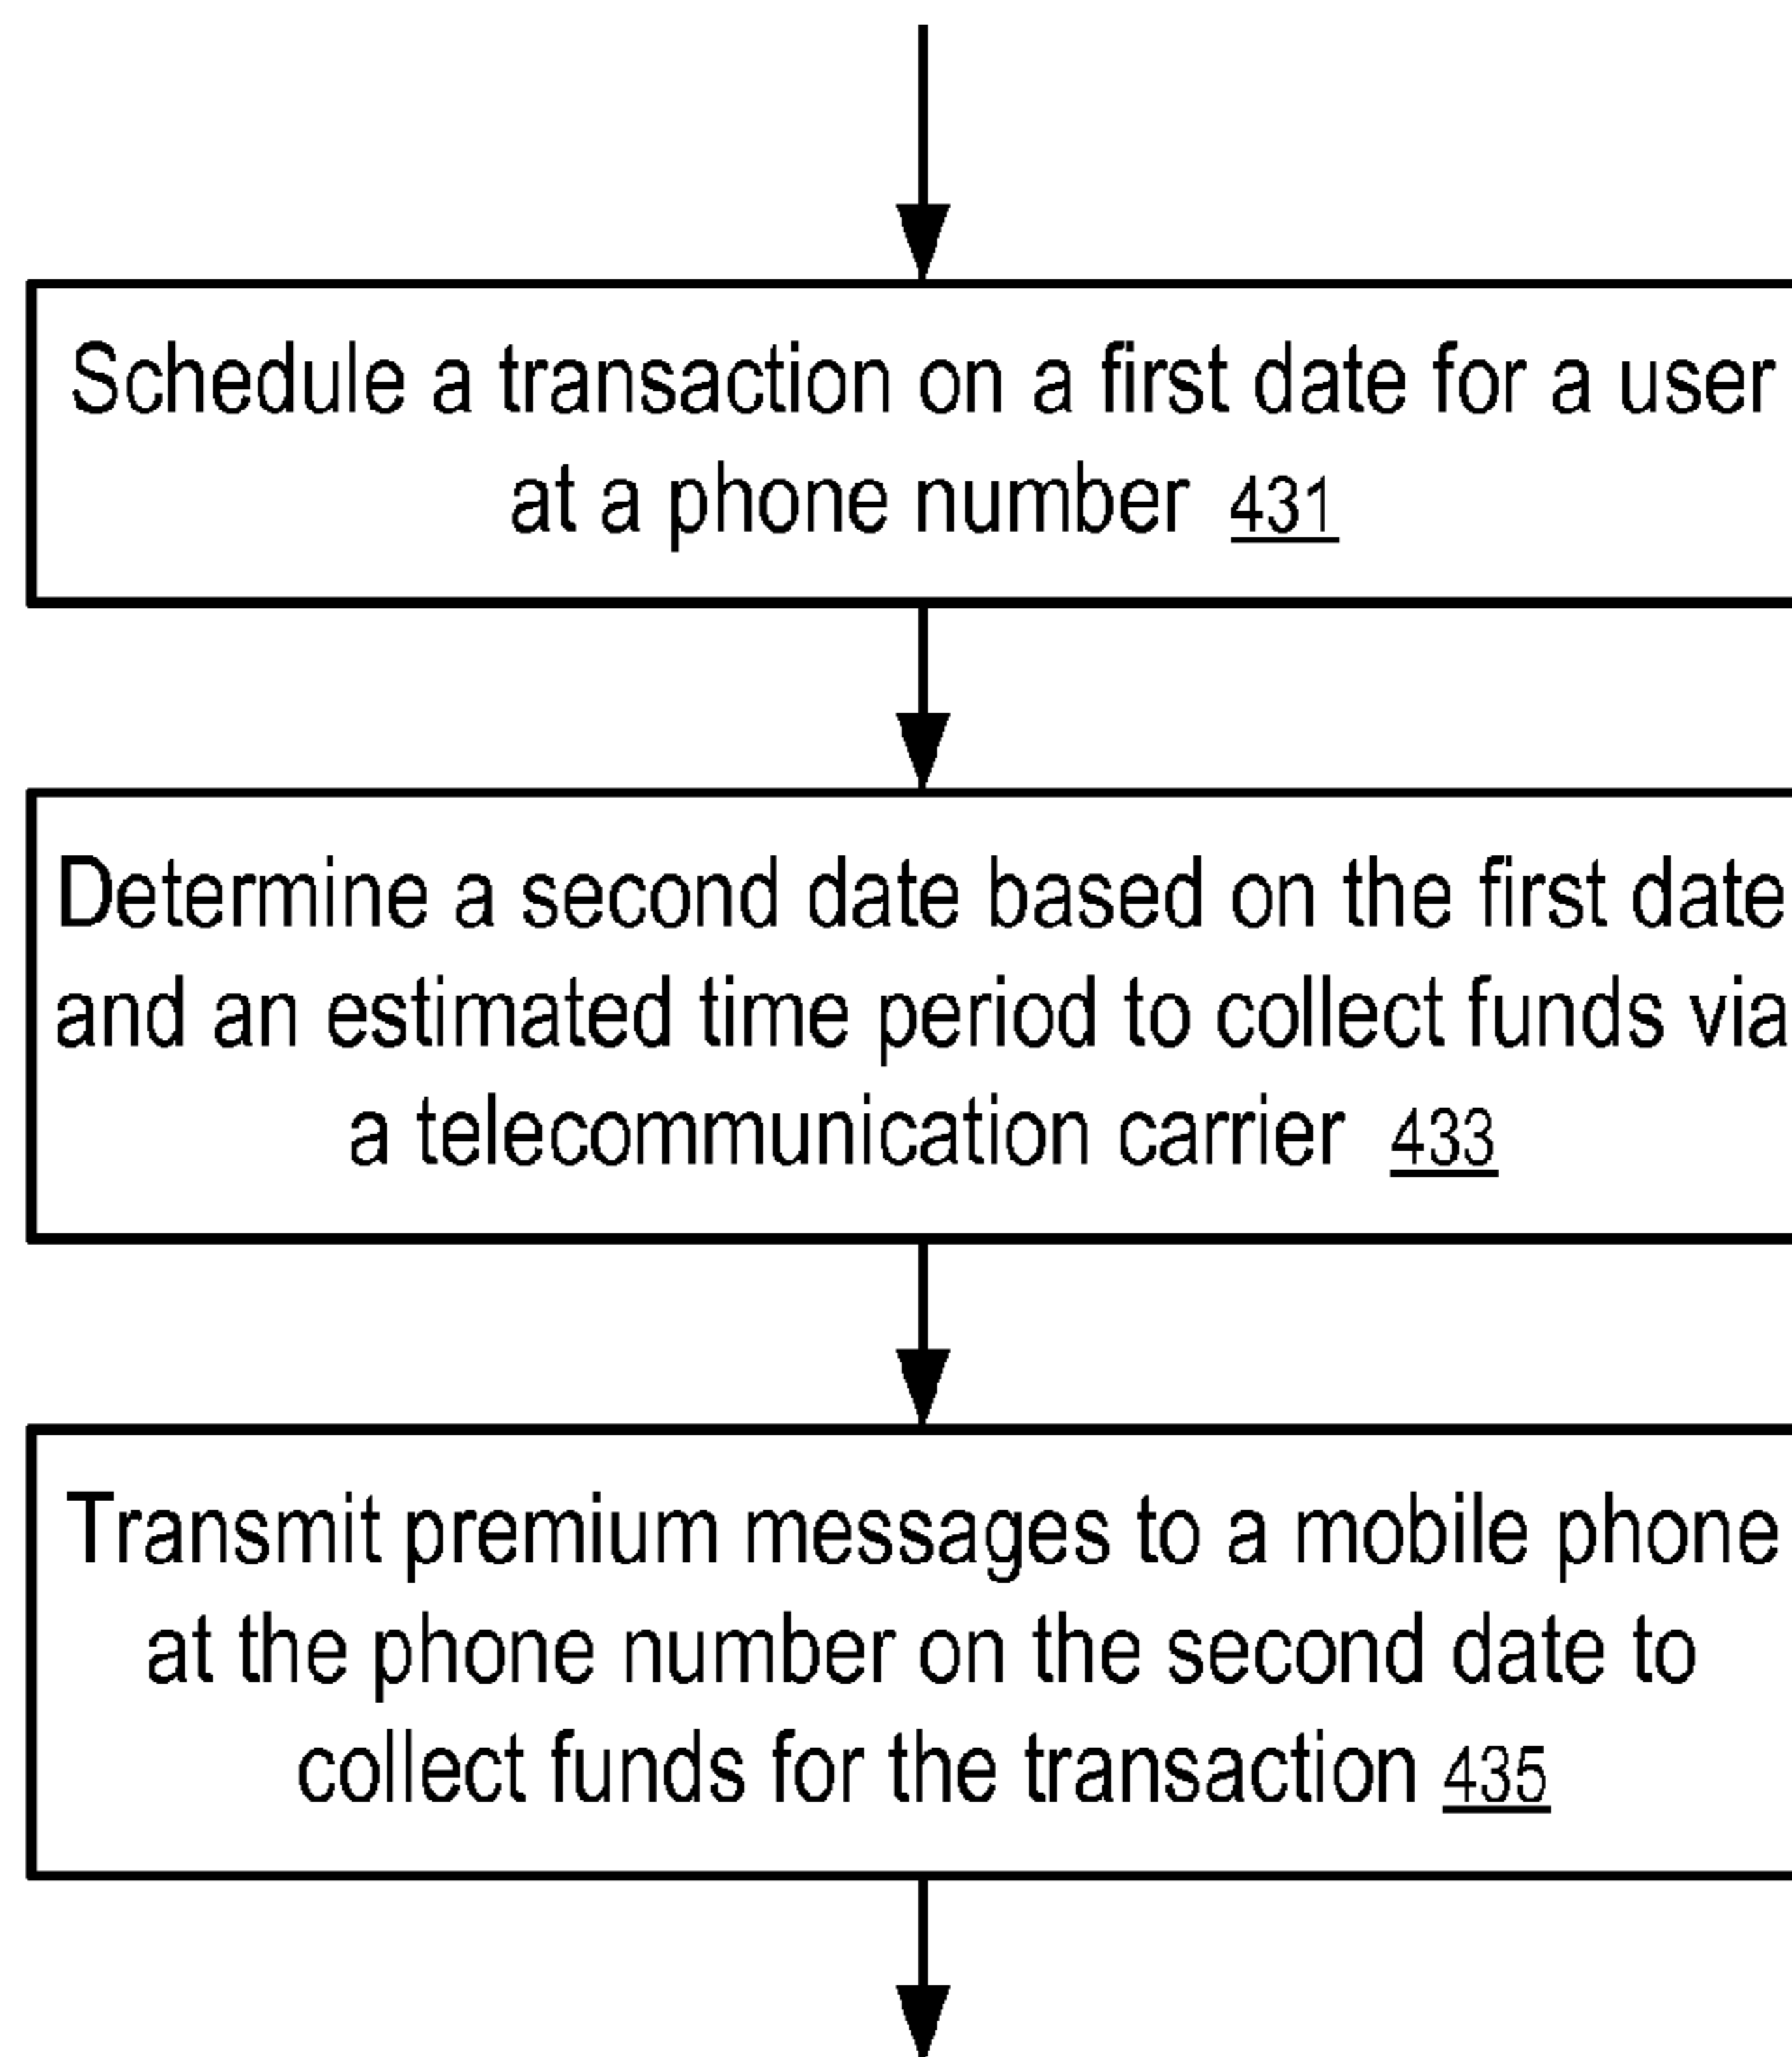 Schedule a transaction on a first date for a user
at a phone number 431
Determine a second date based on the first date
and an estimated time period to collect funds via
a telecommunication carrier 433
Transmit premium messages to a mobile phone
at the phone number on the second date to
collect funds for the transaction 435